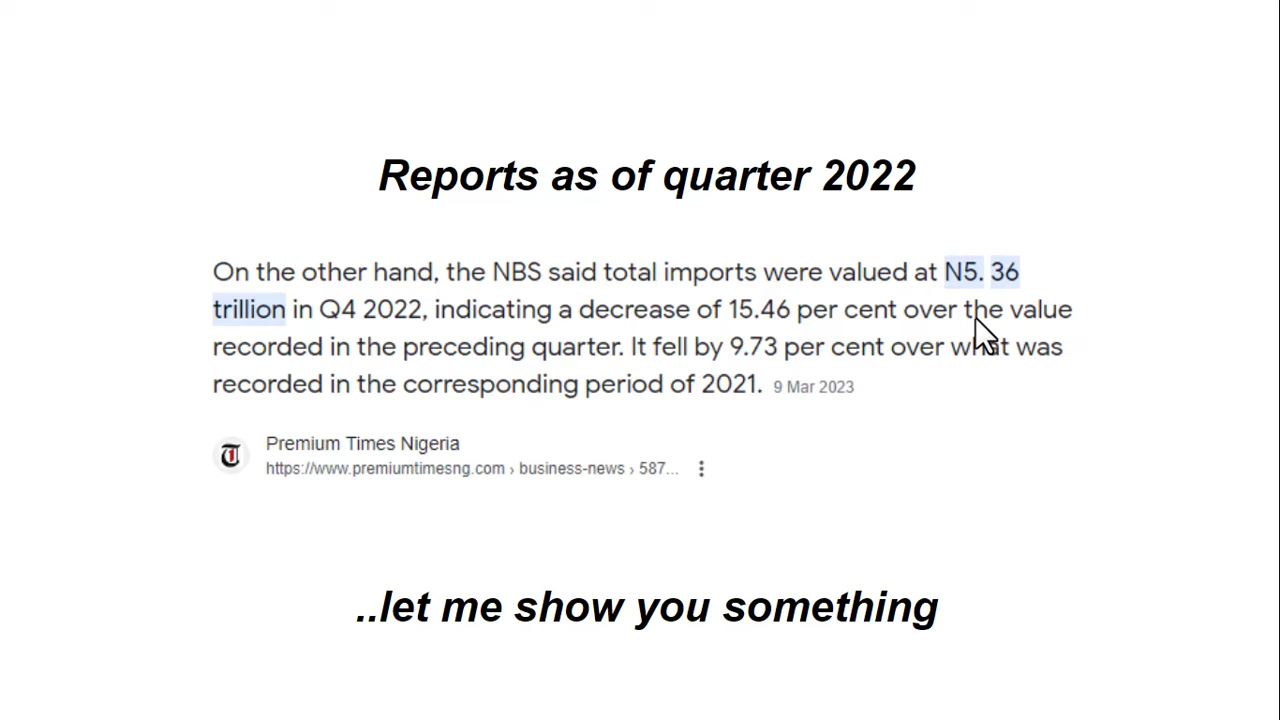 Reports as of quarter 2022
On the other hand, the NBS said total imports were valued at N5. 36
trillion in Q4 2022, indicating a decrease of 15.46 per cent over the value
recorded in the preceding quarter. It fell by 9.73 per cent over what was
recorded in the corresponding period of 2021. 9 Mar 2023
Premium Times Nigeria
https://www.premiumtimesng.com › business-news › 587...
..let me show you something